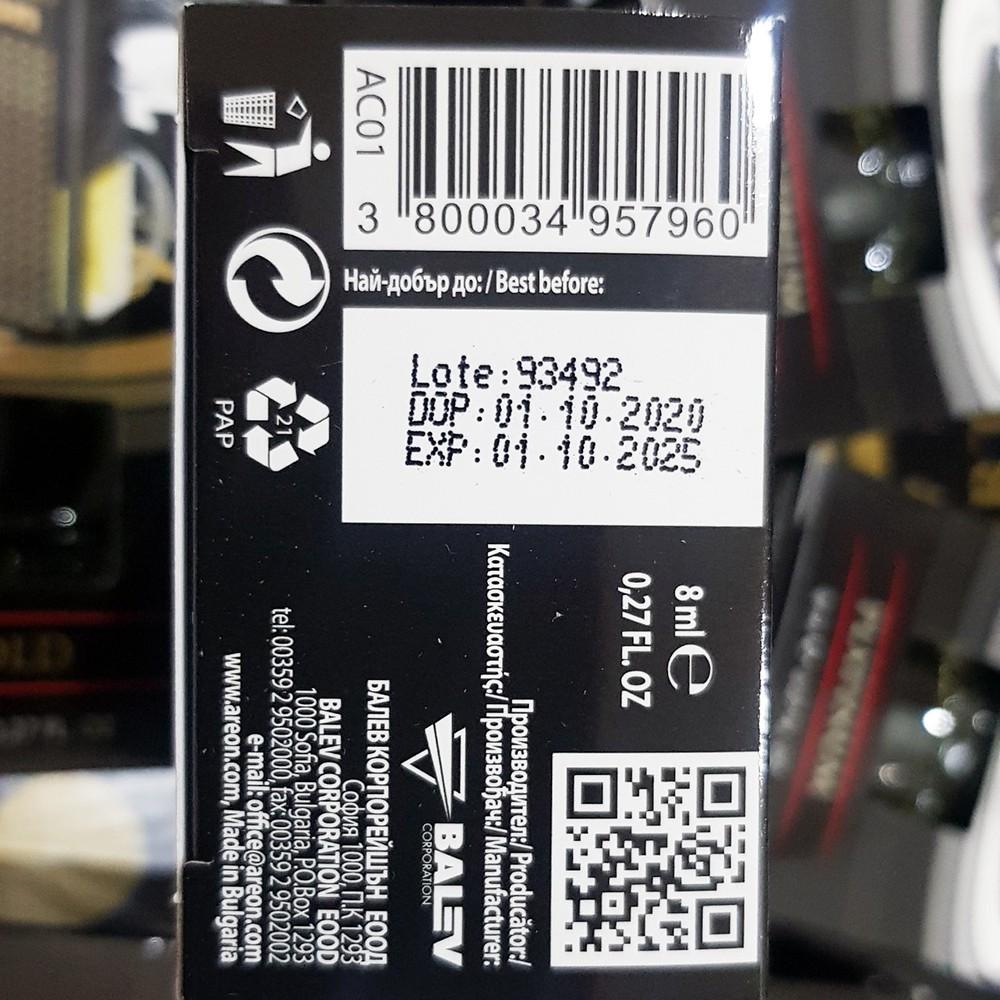 AC01
3 800034 957960
Най-добър до: / Best before:
Lote:93492
DOP:01.10.2020
EXP:01.10.2025
21
PAP
8 ml e
0,27 FL.OZ
Производител:/ Producător:/
Κατασκευαστής:/ Произвођач:/ Manufacturer:
BALEV
CORPORATION
БАЛЕВ КОРПОРЕЙШЪН ЕООД
София 1000, П.К 1293
BALEV CORPORATION EOOD
1000 Sofia, Bulgaria, P.O.Box 1293
tel: 00359 2 9502000, fax: 00359 2 9502002
e-mail: office@areon.com
www.areon.com, Made in Bulgaria